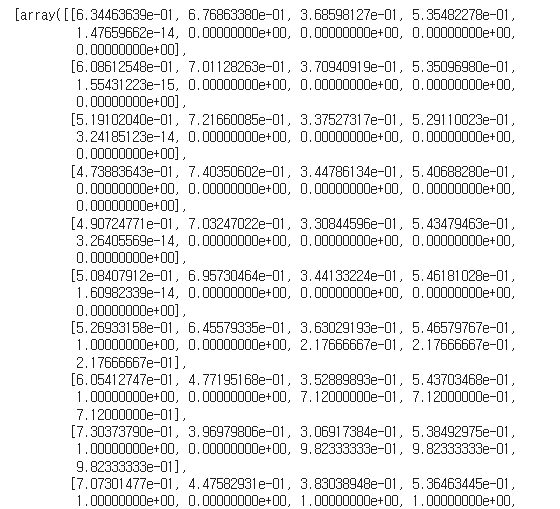 [array([[6.34463639e-01, 6.76863380e-01, 3.68598127e-01, 5.35482278e-01,
1.47659662e-14, 0.00000000e+00, 0.00000000e+00, 0.00000000e+00,
0.00000000e+00],
[6.08612548e-01, 7.01128263e-01, 3.70940919e-01, 5.35096980e-01,
1.55431223e-15, 0.00000000e+00, 0.00000000e+00, 0.00000000e+00,
0.00000000e+00],
[5.19102040e-01, 7.21660085e-01, 3.37527317e-01, 5.29110023e-01,
3.24185123e-14, 0.00000000e+00, 0.00000000e+00, 0.00000000e+00,
0.00000000e+00],
[4.73883643e-01, 7.40350602e-01, 3.44786134e-01, 5.40688280e-01,
0.00000000e+00, 0.00000000e+00, 0.00000000e+00, 0.00000000e+00,
0.00000000e+00],
[4.90724771e-01, 7.03247022e-01, 3.30844596e-01, 5.43479463e-01,
3.26405569e-14, 0.00000000e+00, 0.00000000e+00, 0.00000000e+00,
0.00000000e+00],
[5.08407912e-01, 6.95730464e-01, 3.44133224e-01, 5.46181028e-01,
1.60982339e-14, 0.00000000e+00, 0.00000000e+00, 0.00000000e+00,
0.00000000e+00],
[5.26933158e-01, 6.45579335e-01, 3.63029193e-01, 5.46579767e-01,
1.00000000e+00, 0.00000000e+00, 2.17666667e-01, 2.17666667e-01,
2.17666667e-01],
[6.05412747e-01, 4.77195168e-01, 3.52889893e-01, 5.43703468e-01,
1.00000000e+00, 0.00000000e+00, 7.12000000e-01, 7.12000000e-01,
7.12000000e-01],
[7.30373790e-01, 3.96979806e-01, 3.06917384e-01, 5.38492975e-01,
1.00000000e+00, 0.00000000e+00, 9.82333333e-01, 9.82333333e-01,
9.82333333e-01],
[7.07301477e-01, 4.47582931e-01, 3.83038948e-01, 5.36463445e-01,
1.00000000e+00, 0.00000000e+00, 1.00000000e+00, 1.00000000e+00,